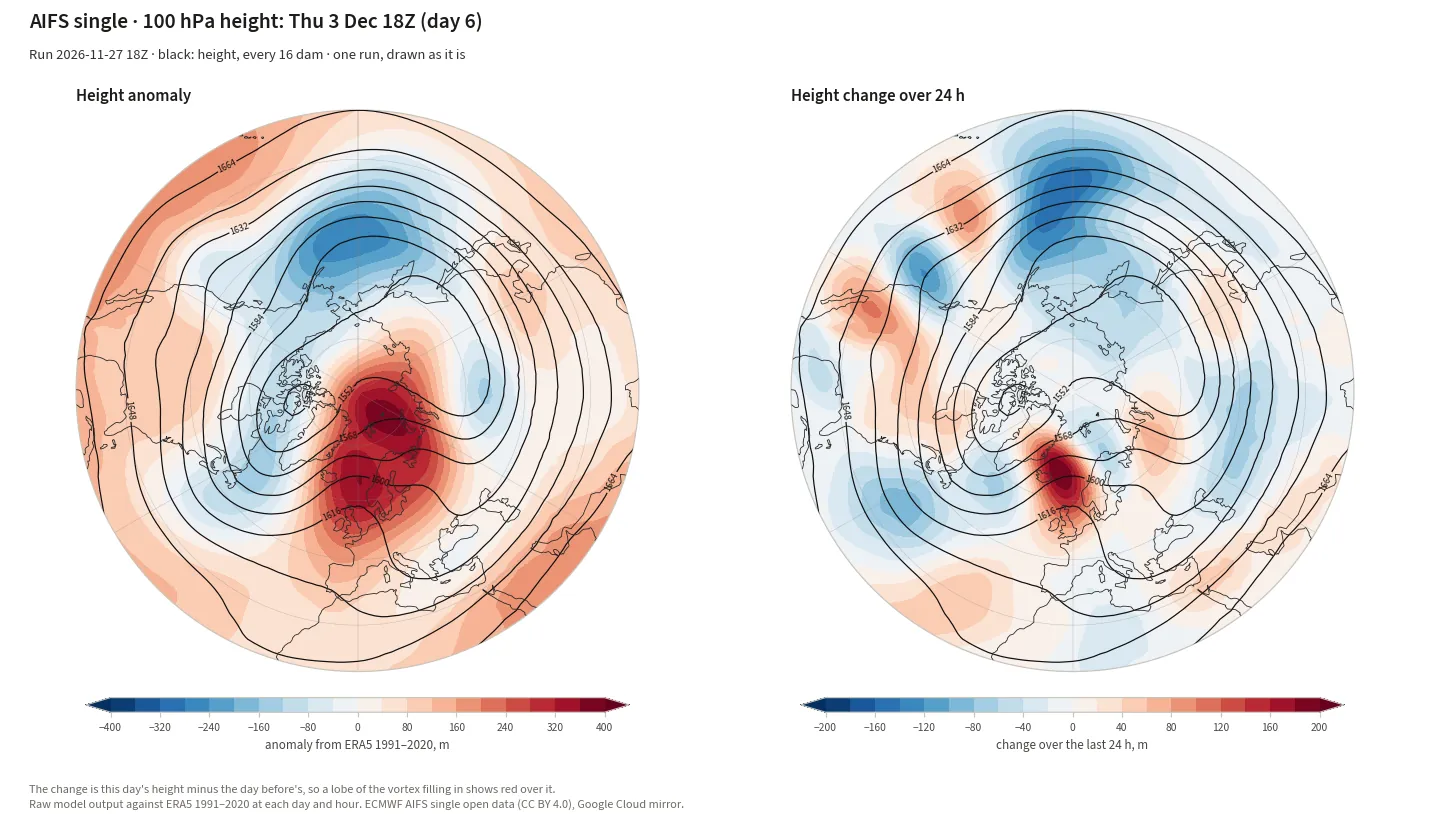 AIFS single · 100 hPa height: Thu 3 Dec 18Z (day 6)
Run 2026-11-27 18Z · black: height, every 16 dam · one run, drawn as it is
Height anomaly
Height change over 24 h
1664
1632
1584
1552
1568
1600
1616
1648
1664
1664
1632
1584
1552
1568
1600
1616
1648
1664
−400 −320 −240 −160 −80 0 80 160 240 320 400
anomaly from ERA5 1991–2020, m
−200 −160 −120 −80 −40 0 40 80 120 160 200
change over the last 24 h, m
The change is this day's height minus the day before's, so a lobe of the vortex filling in shows red over it.
Raw model output against ERA5 1991–2020 at each day and hour. ECMWF AIFS single open data (CC BY 4.0), Google Cloud mirror.